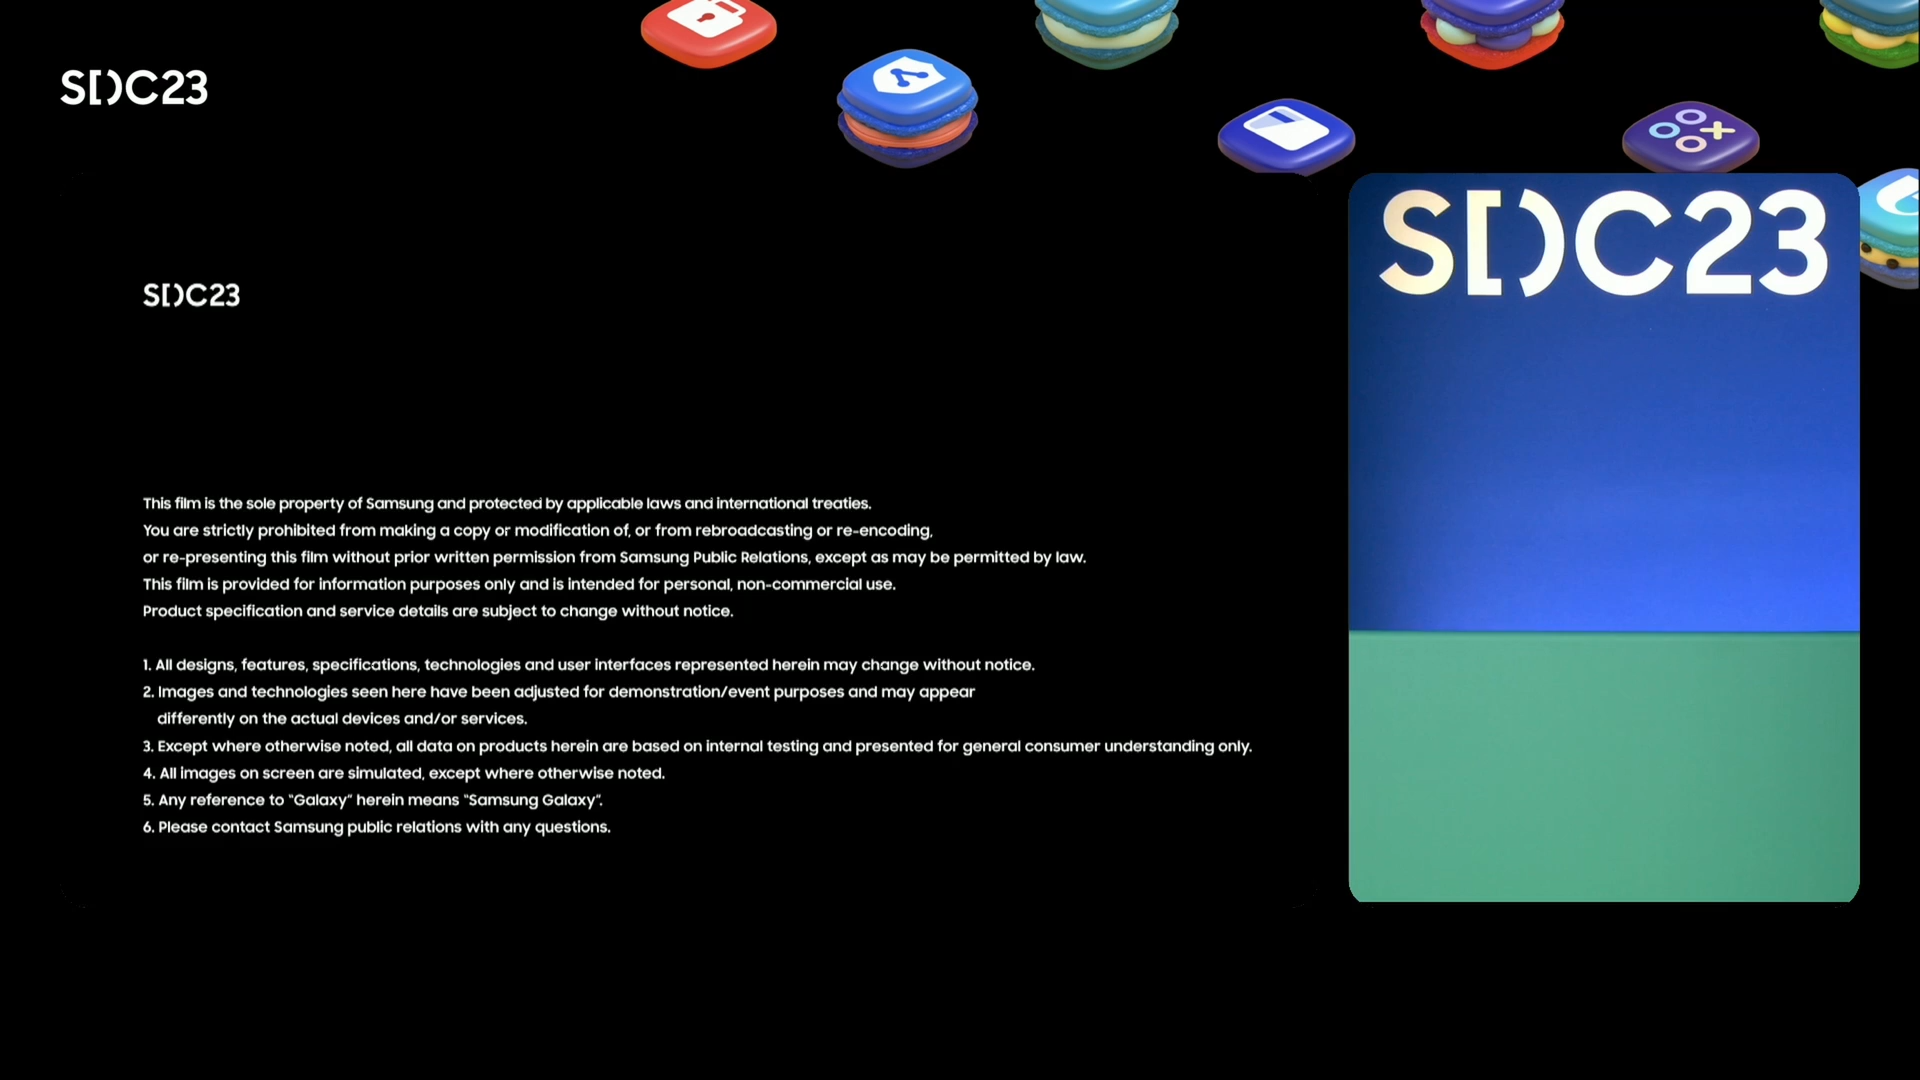 SDC23
SDC23
SDC23
This film is the sole property of Samsung and protected by applicable laws and international treaties.
You are strictly prohibited from making a copy or modification of, or from rebroadcasting or re-encoding,
or re-presenting this film without prior written permission from Samsung Public Relations, except as may be permitted by law.
This film is provided for information purposes only and is intended for personal, non-commercial use.
Product specification and service details are subject to change without notice.
1. All designs, features, specifications, technologies and user interfaces represented herein may change without notice.
2. Images and technologies seen here have been adjusted for demonstration/event purposes and may appear
differently on the actual devices and/or services.
3. Except where otherwise noted, all data on products herein are based on internal testing and presented for general consumer understanding only.
4. All images on screen are simulated, except where otherwise noted.
5. Any reference to “Galaxy” herein means “Samsung Galaxy”.
6. Please contact Samsung public relations with any questions.